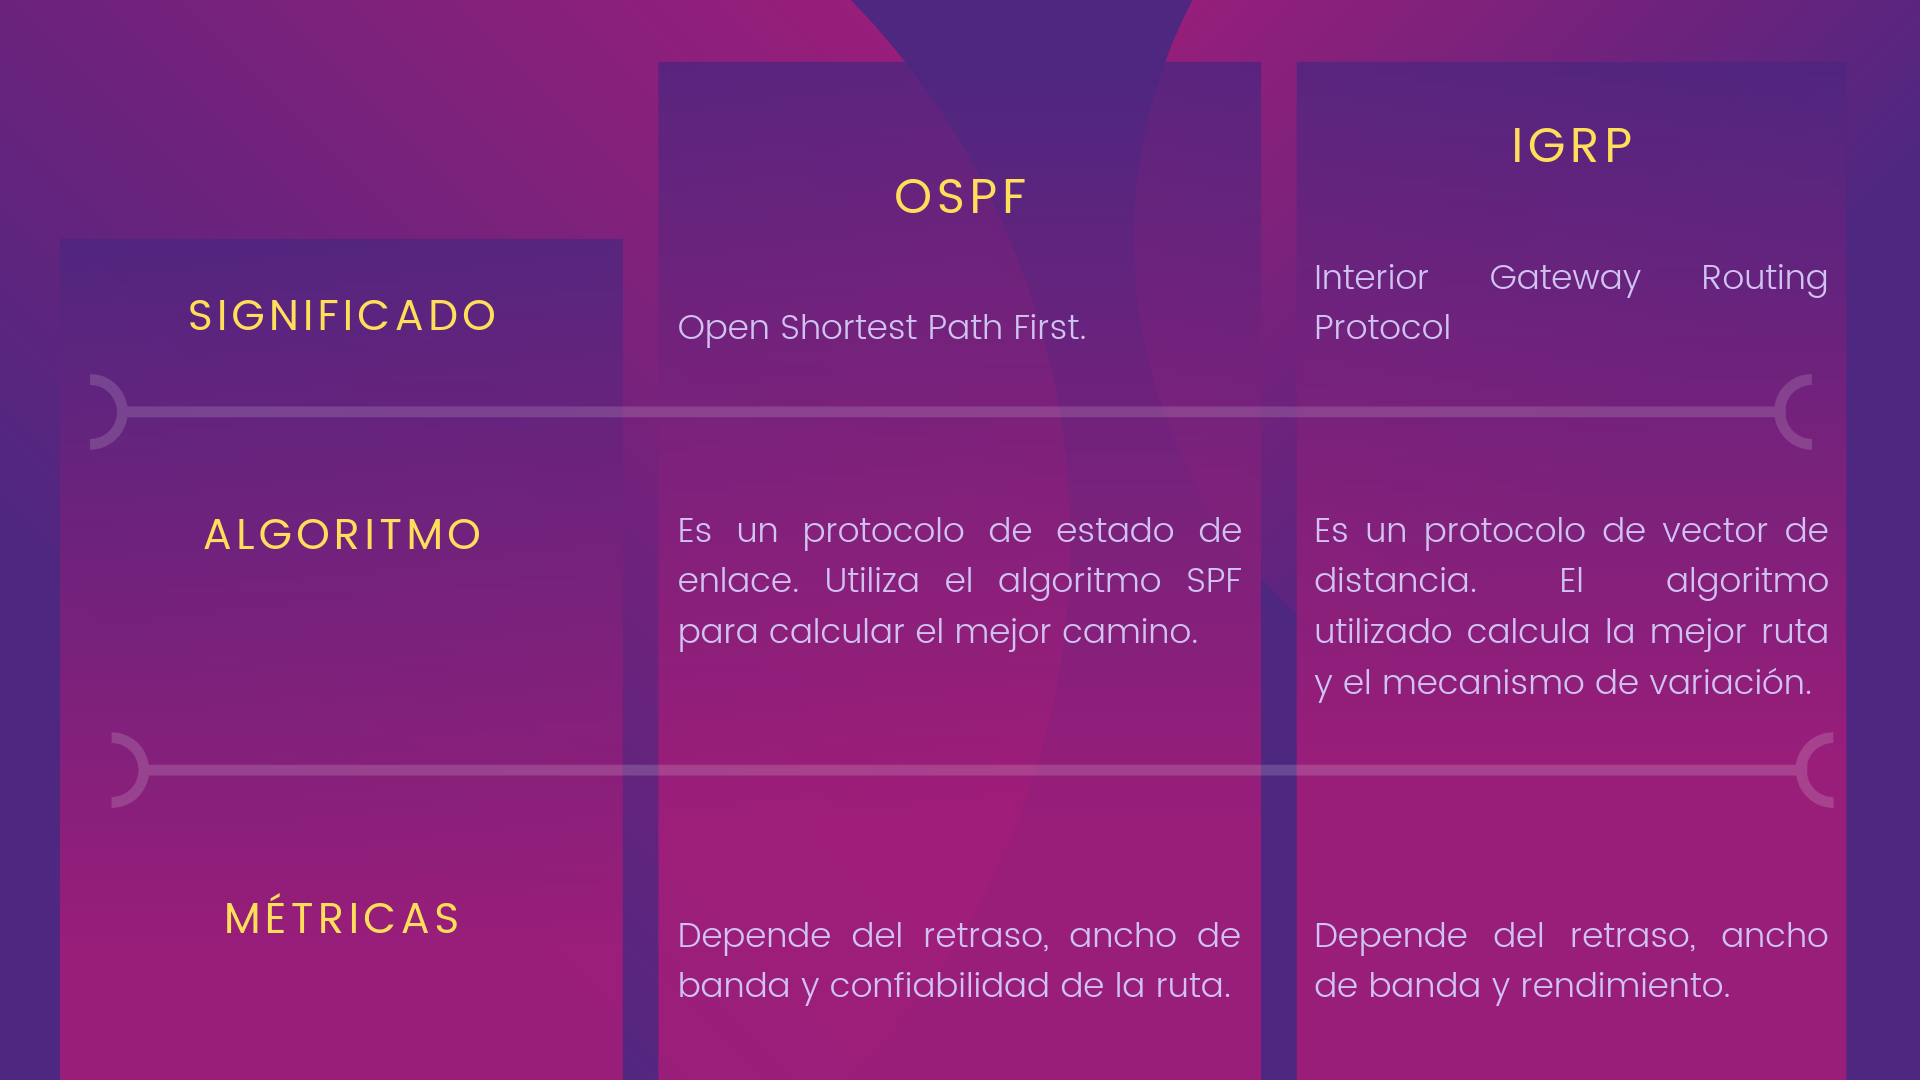 OSPF
IGRP
SIGNIFICADO
Open Shortest Path First.
Interior Gateway Routing
Protocol
ALGORITMO
Es un protocolo de estado de
enlace. Utiliza el algoritmo SPF
para calcular el mejor camino.
Es un protocolo de vector de
distancia. El algoritmo
utilizado calcula la mejor ruta
y el mecanismo de variación.
MÉTRICAS
Depende del retraso, ancho de
banda y confiabilidad de la ruta.
Depende del retraso, ancho
de banda y rendimiento.